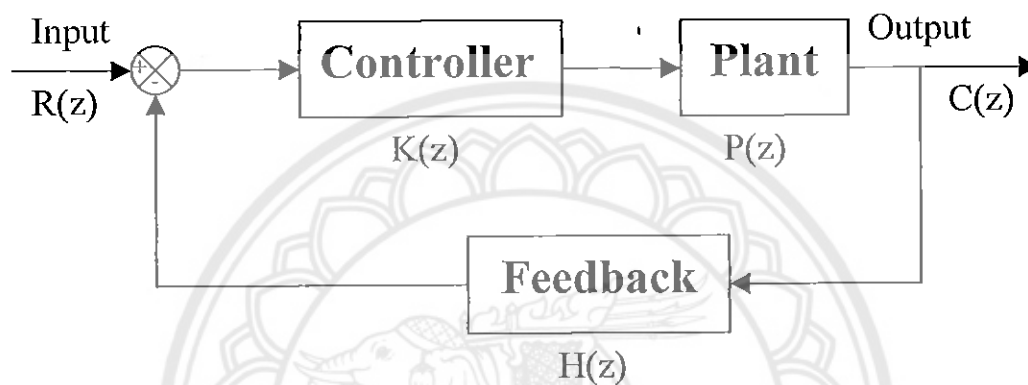 Input
R(z)
+
-
Controller
K(z)
Plant
P(z)
Output
C(z)
Feedback
H(z)